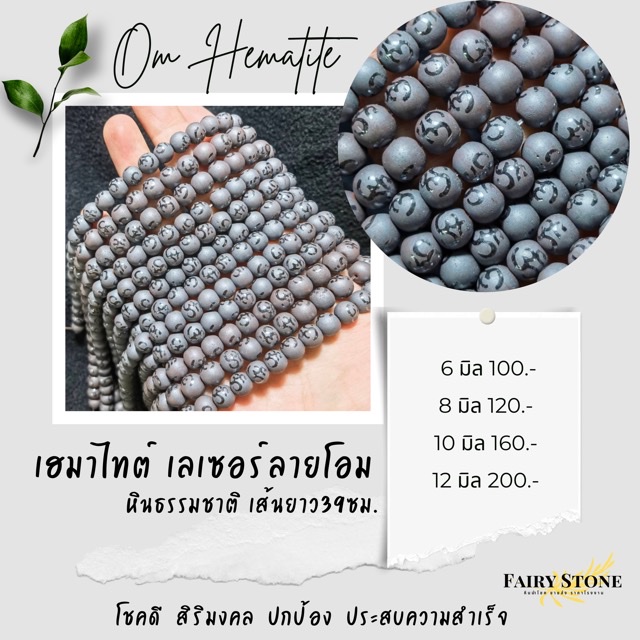 Om Hematite
6 มิล 100.-
8 มิล 120.-
10 มิล 160.-
12 มิล 200.-
เฮมาไทต์ เลเซอร์ลายโอม
หินธรรมชาติ เส้นยาว39ซม.
FAIRY STONE
โชคดี สิริมงคล ปกป้อง ประสบความสำเร็จ